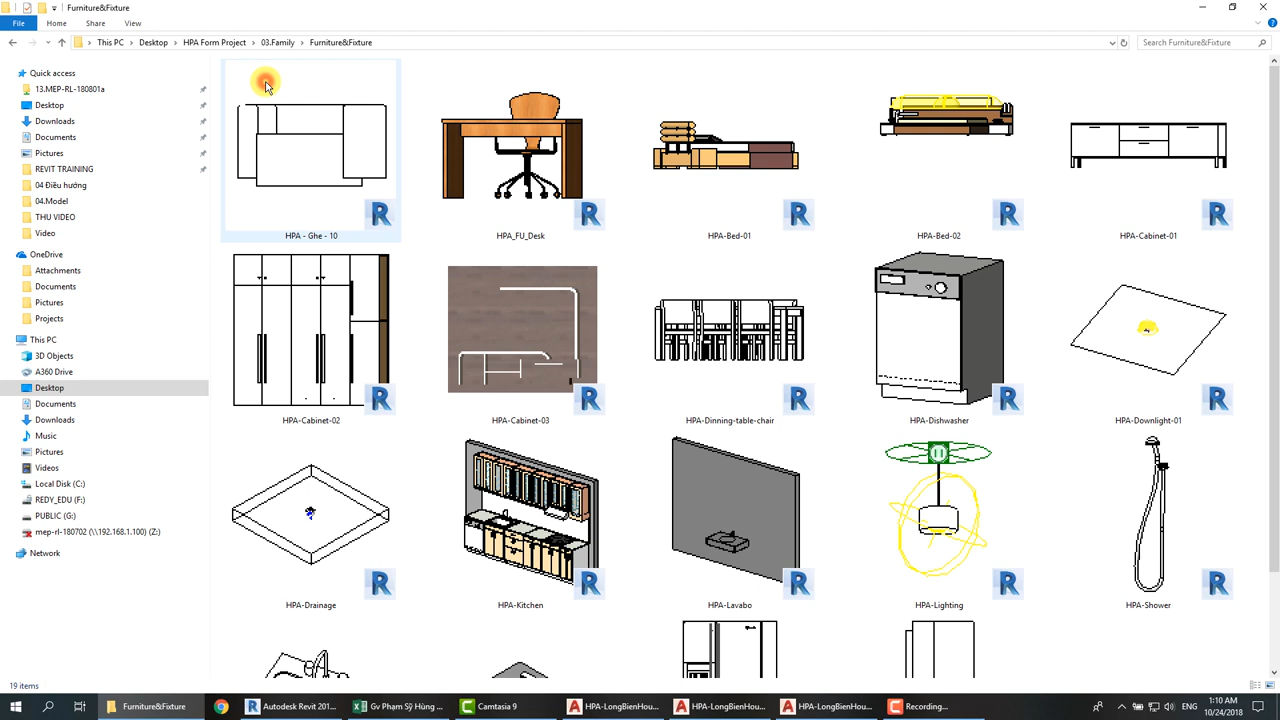 Furniture&Fixture
File
Home
Share
View
This PC
Desktop
HPA Form Project
03.Family
Furniture&Fixture
Search Furniture&Fixture
Quick access
13.MEP-RL-180801a
Desktop
Downloads
Documents
Pictures
REVIT TRAINING
04 Điều hướng
04.Model
THU VIDEO
Video
OneDrive
Attachments
Documents
Pictures
Projects
This PC
3D Objects
A360 Drive
Desktop
Documents
Downloads
Music
Pictures
Videos
Local Disk (C:)
REDY_EDU (F:)
PUBLIC (G:)
mep-rl-180702 (\\192.168.1.100) (Z:)
Network
HPA - Ghe - 10
HPA_FU_Desk
HPA-Bed-01
HPA-Bed-02
HPA-Cabinet-01
HPA-Cabinet-02
HPA-Cabinet-03
HPA-Dinning-table-chair
HPA-Dishwasher
HPA-Downlight-01
HPA-Drainage
HPA-Kitchen
HPA-Lavabo
HPA-Lighting
HPA-Shower
19 items
Furniture&Fixture
Autodesk Revit 201...
Gv Phạm Sỹ Hùng ...
Camtasia 9
HPA-LongBienHou...
HPA-LongBienHou...
HPA-LongBienHou...
Recording...
1:10 AM
10/24/2018